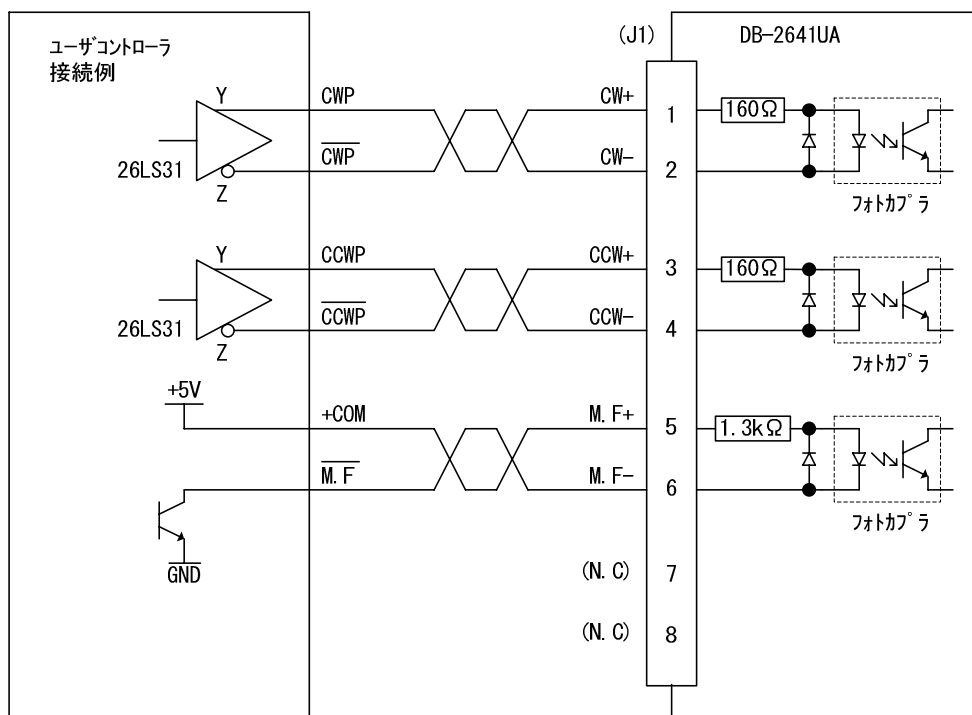 ユーザコントローラ
接続例
(J1)
DB-2641UA
Y
CWP
CW+
1
160Ω
26LS31
Z
C̅W̅P̅
CW-
2
フォトカプラ
Y
CCWP
CCW+
3
160Ω
26LS31
Z
C̅C̅W̅P̅
CCW-
4
フォトカプラ
+5V
+COM
M.F+
5
1.3kΩ
M̅.̅F̅
M.F-
6
フォトカプラ
GND
(N.C)
7
(N.C)
8